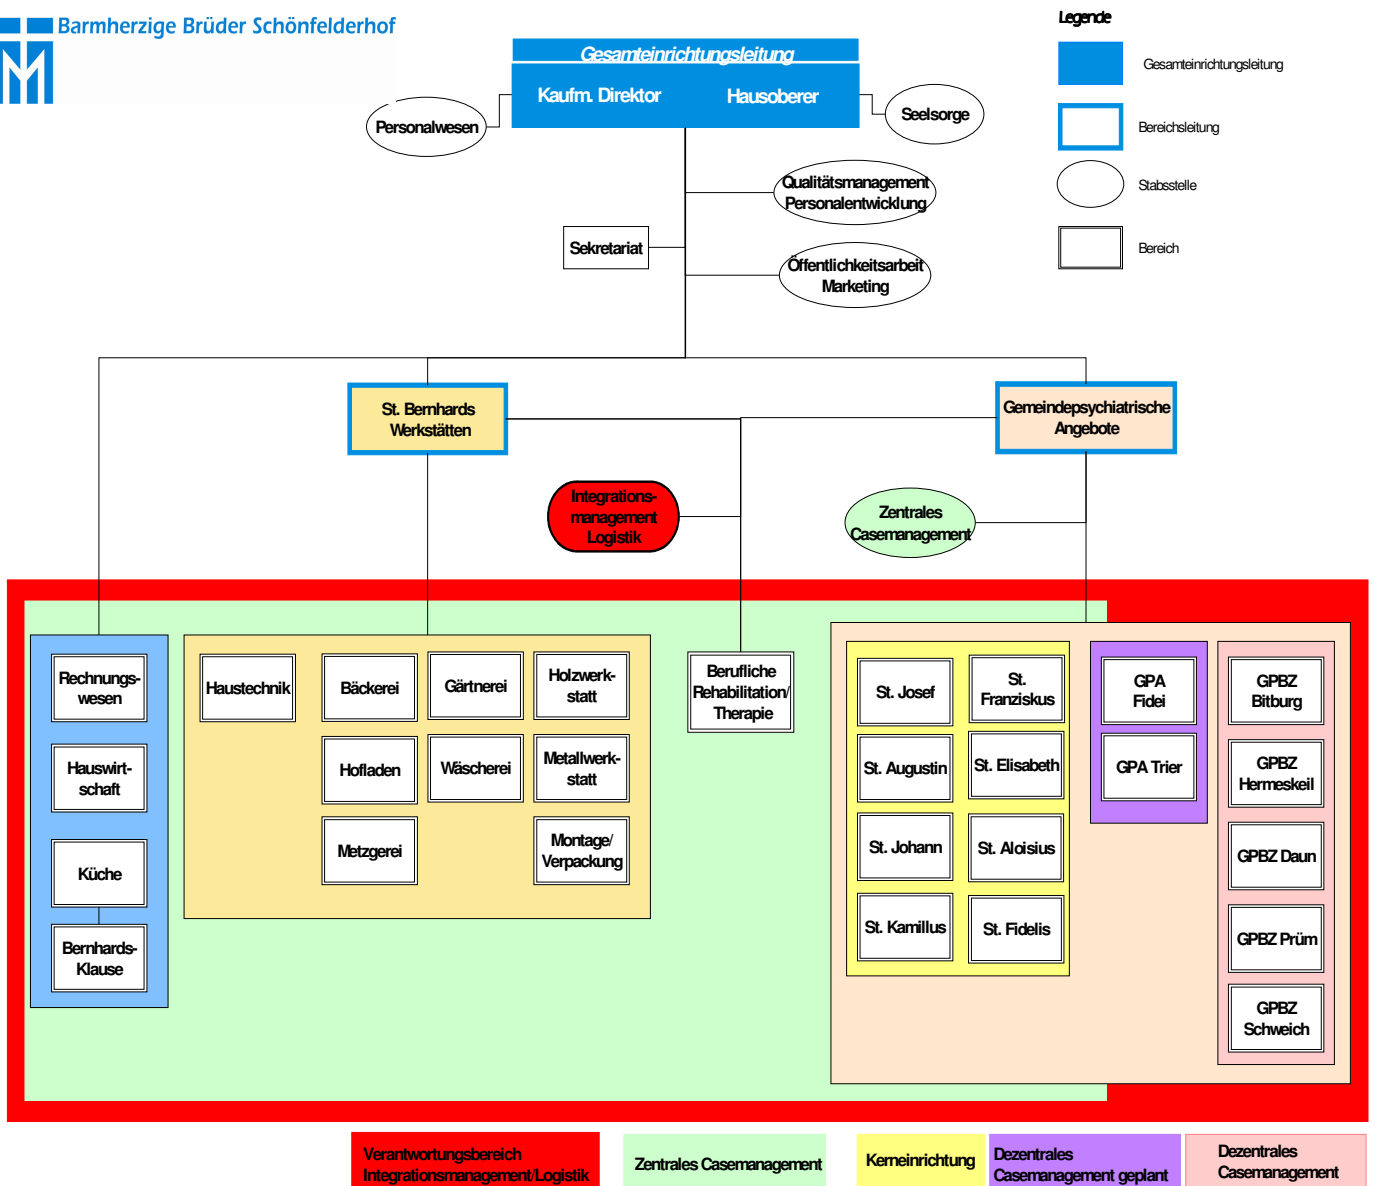 Barmherzige Brüder Schönfelderhof
Legende
Gesamteinrichtungsleitung
Bereichsleitung
Stabsstelle
Bereich
Gesamteinrichtungsleitung
Kaufm. Direktor
Hausoberer
Personalwesen
Seelsorge
Qualitätsmanagement
Personalentwicklung
Sekretariat
Öffentlichkeitsarbeit
Marketing
St. Bernhards
Werkstätten
Gemeindepsychiatrische
Angebote
Integrations-
management
Logistik
Zentrales
Casemanagement
Rechnungs-
wesen
Hauswirt-
schaft
Küche
Bernhards-
Klause
Haustechnik
Bäckerei
Gärtnerei
Holzwerk-
statt
Hofladen
Wäscherei
Metallwerk-
statt
Metzgerei
Montage/
Verpackung
Berufliche
Rehabilitation/
Therapie
St. Josef
St.
Franziskus
St. Augustin
St. Elisabeth
St. Johann
St. Aloisius
St. Kamillus
St. Fidelis
GPA
Fidei
GPA Trier
GPBZ
Bitburg
GPBZ
Hermeskeil
GPBZ Daun
GPBZ Prüm
GPBZ
Schweich
Verantwortungsbereich
Integrationsmanagement/Logistik
Zentrales Casemanagement
Kerneinrichtung
Dezentrales
Casemanagement geplant
Dezentrales
Casemanagement